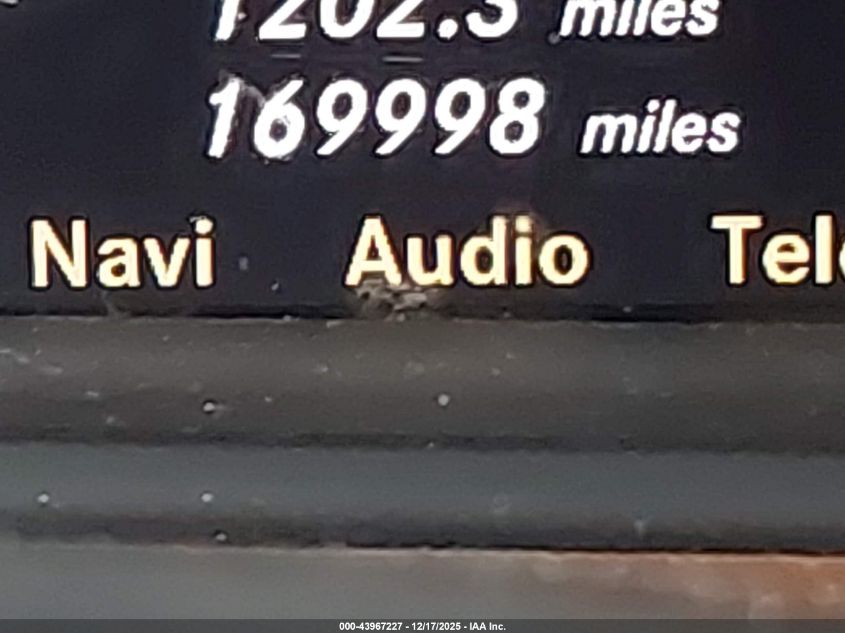 1202.3 miles
169998 miles
Navi Audio Tel
000-43967227 - 12/17/2025 - IAA Inc.